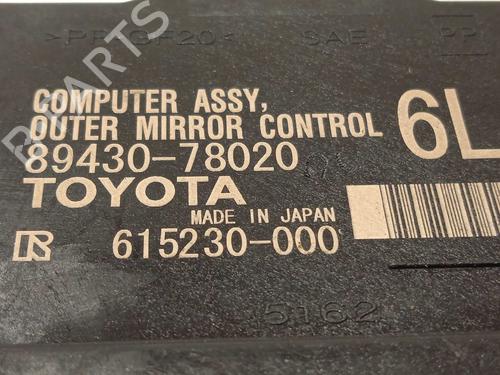 >PP-GF20< SAE PP
COMPUTER ASSY,
OUTER MIRROR CONTROL
6L
89430-78020
TOYOTA
MADE IN JAPAN
615230-000
5162
PARTS